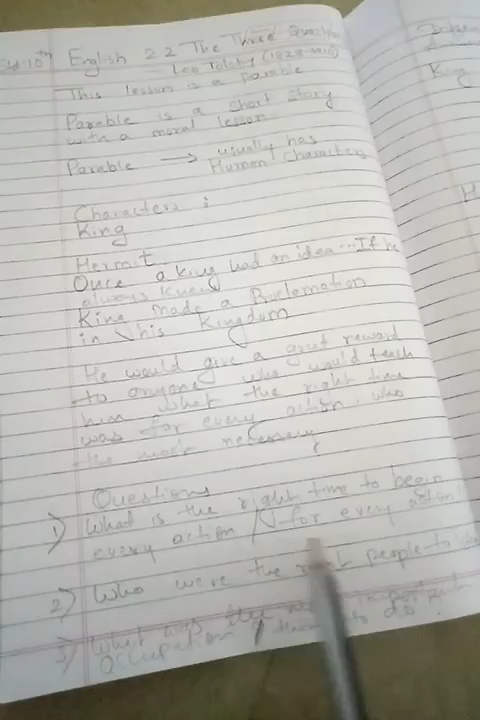 Std 10th English 2.2 The Three Question
Leo Tolstoy (1828-1910)
This lesson is a parable
Parable is a short story
with a moral lesson
Parable → usually has
Human characters
Characters :
King
Hermit
Once a king had an idea...If he
always knew
King made a Proclamation
in his Kingdom
He would give a great reward
to anyone who would teach
him what the right time
was for every action, who
the most necessary
Questions
1) What is the right time to begin
every action / for every action
2) Who were the right people to
3) What was the most important
Occupation / thing to do?
King
H